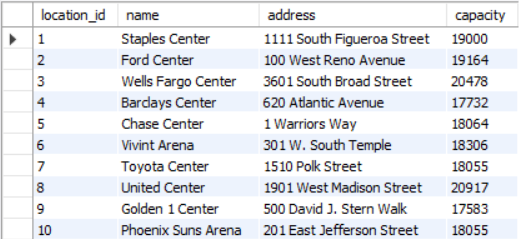 location_id name address capacity
1 Staples Center 1111 South Figueroa Street 19000
2 Ford Center 100 West Reno Avenue 19164
3 Wells Fargo Center 3601 South Broad Street 20478
4 Barclays Center 620 Atlantic Avenue 17732
5 Chase Center 1 Warriors Way 18064
6 Vivint Arena 301 W. South Temple 18306
7 Toyota Center 1510 Polk Street 18055
8 United Center 1901 West Madison Street 20917
9 Golden 1 Center 500 David J. Stern Walk 17583
10 Phoenix Suns Arena 201 East Jefferson Street 18055